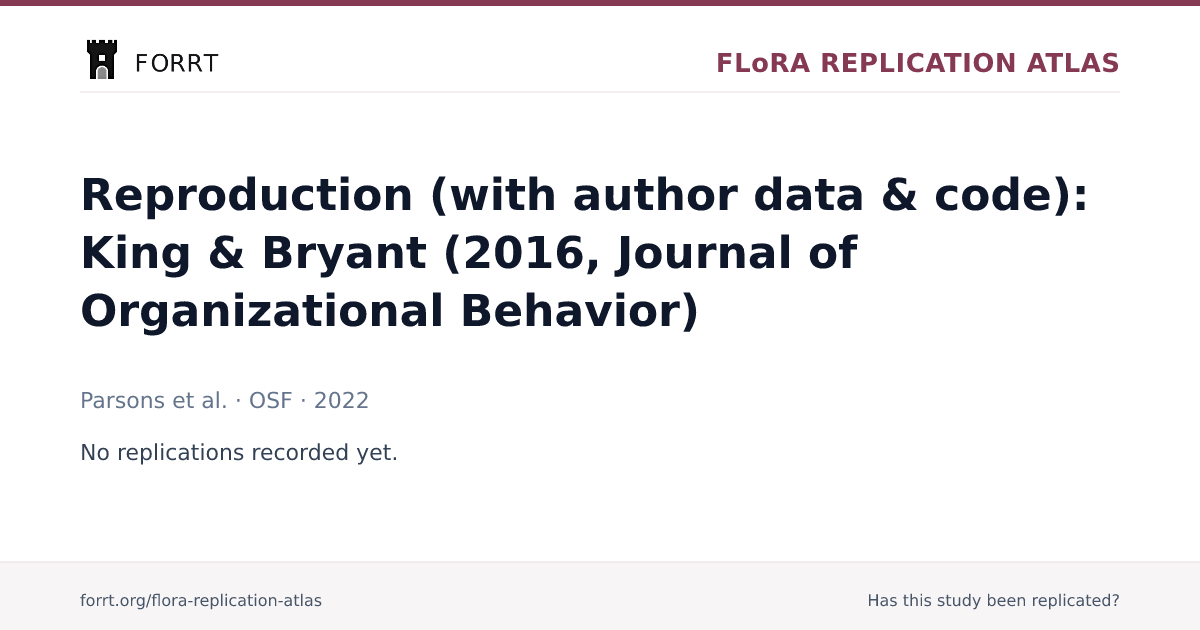 FORRT
FLoRA REPLICATION ATLAS
Reproduction (with author data & code):
King & Bryant (2016, Journal of
Organizational Behavior)
Parsons et al. · OSF · 2022
No replications recorded yet.
forrt.org/flora-replication-atlas
Has this study been replicated?